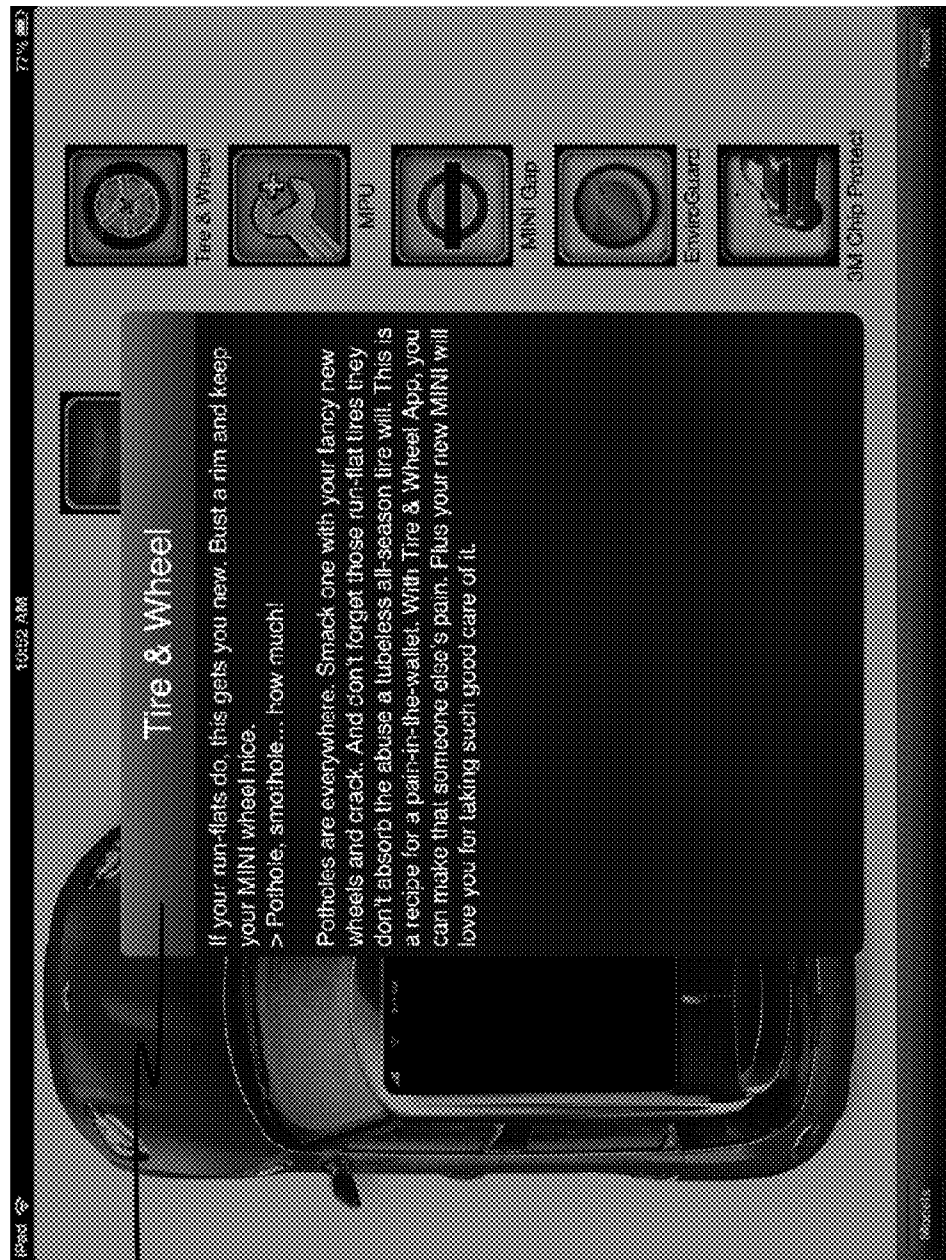 iPad
10:52 AM
77%
Tire & Wheel
If your run-flats do, this gets you new. Bust a rim and keep
your MINI wheel nice.
> Pothole, smothole... how much!
Potholes are everywhere. Smack one with your fancy new
wheels and crack. And don't forget those run-flat tires they
don't absorb the abuse a tubeless all-season tire will. This is
a recipe for a pain-in-the-wallet. With Tire & Wheel App, you
can make that someone else's pain. Plus your new MINI will
love you for taking such good care of it.
Tire & Wheel
MPU
MINI Gap
EnviroGuard
3M Chip Protect